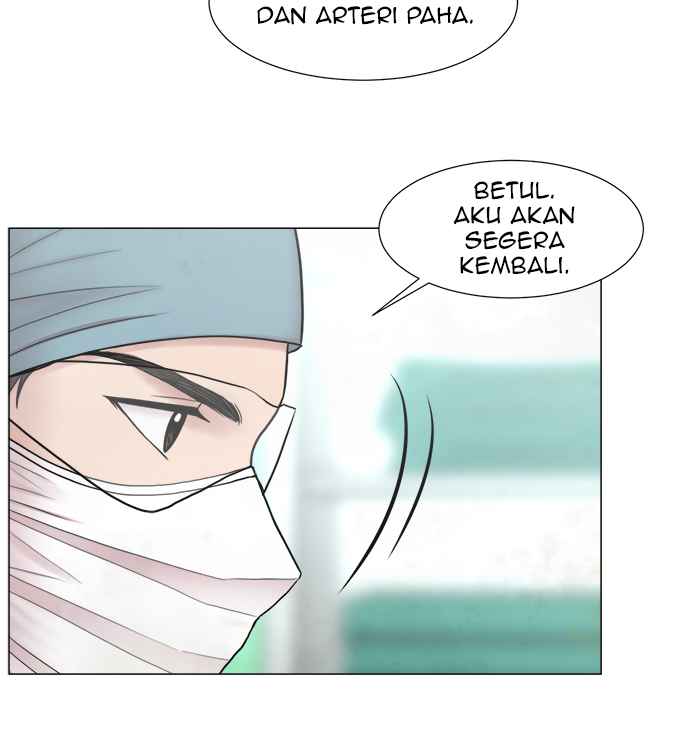 DAN ARTERI PAHA.
BETUL.
AKU AKAN
SEGERA
KEMBALI.